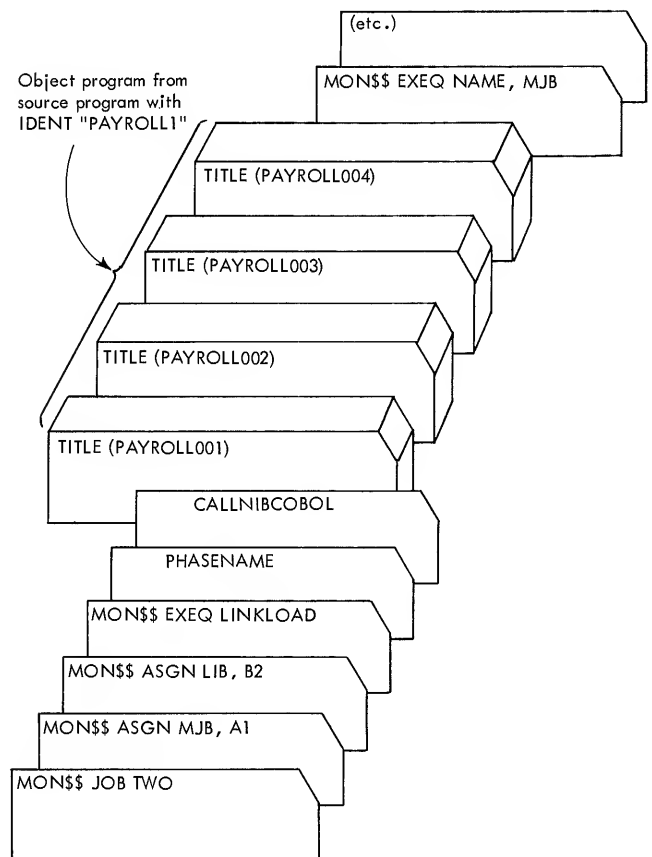 (etc.)
MON$$ EXEQ NAME, MJB
Object program from
source program with
IDENT "PAYROLL1"
TITLE (PAYROLL004)
TITLE (PAYROLL003)
TITLE (PAYROLL002)
TITLE (PAYROLL001)
CALLNIBCOBOL
PHASENAME
MON$$ EXEQ LINKLOAD
MON$$ ASGN LIB, B2
MON$$ ASGN MJB, A1
MON$$ JOB TWO